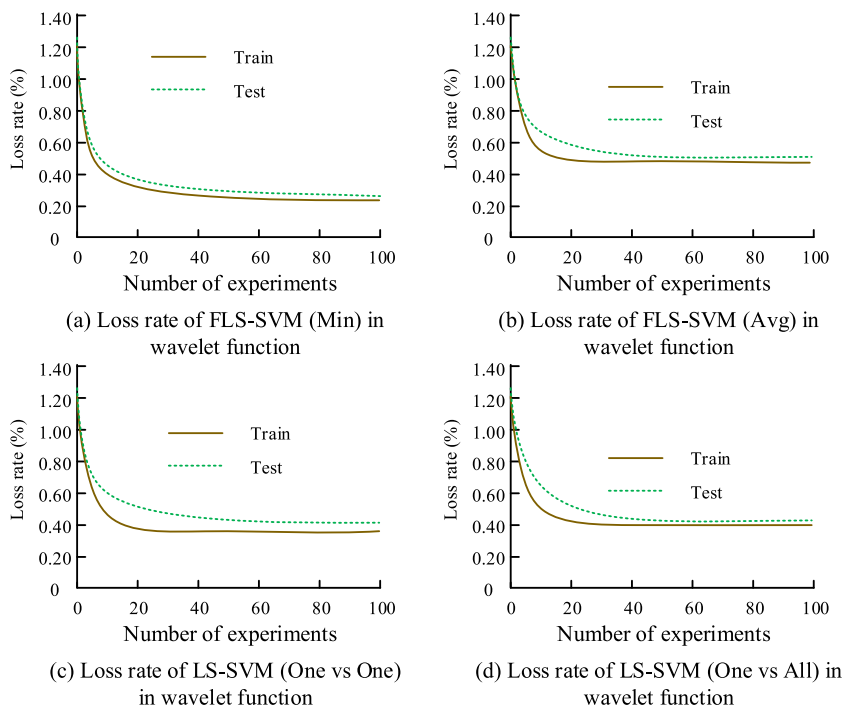 1.40
1.20
1.00
0.80
0.60
0.40
0.20
0
Loss rate (%)
Train
Test
0 20 40 60 80 100
Number of experiments
(a) Loss rate of FLS-SVM (Min) in
wavelet function
1.40
1.20
1.00
0.80
0.60
0.40
0.20
0
Loss rate (%)
Train
Test
0 20 40 60 80 100
Number of experiments
(b) Loss rate of FLS-SVM (Avg) in
wavelet function
1.40
1.20
1.00
0.80
0.60
0.40
0.20
0
Loss rate (%)
Train
Test
0 20 40 60 80 100
Number of experiments
(c) Loss rate of LS-SVM (One vs One)
in wavelet function
1.40
1.20
1.00
0.80
0.60
0.40
0.20
0
Loss rate (%)
Train
Test
0 20 40 60 80 100
Number of experiments
(d) Loss rate of LS-SVM (One vs All) in
wavelet function